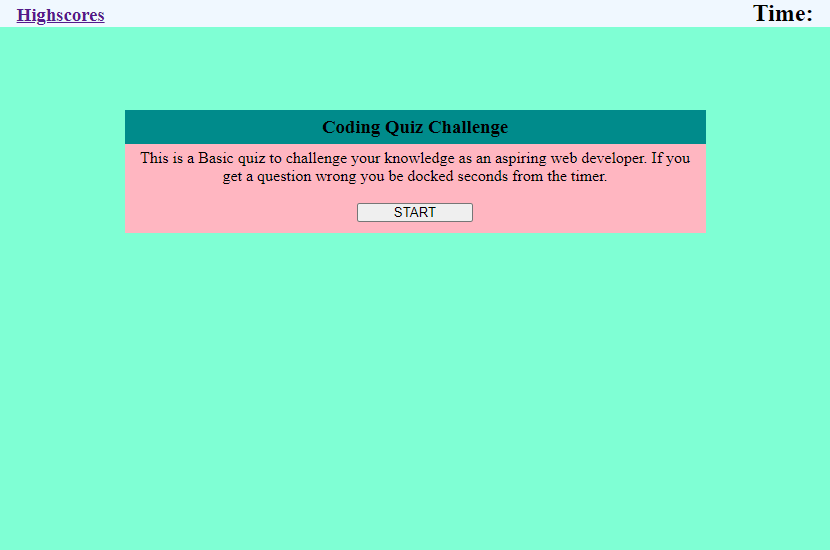 Highscores
Time:
Coding Quiz Challenge
This is a Basic quiz to challenge your knowledge as an aspiring web developer. If you
get a question wrong you be docked seconds from the timer.
START